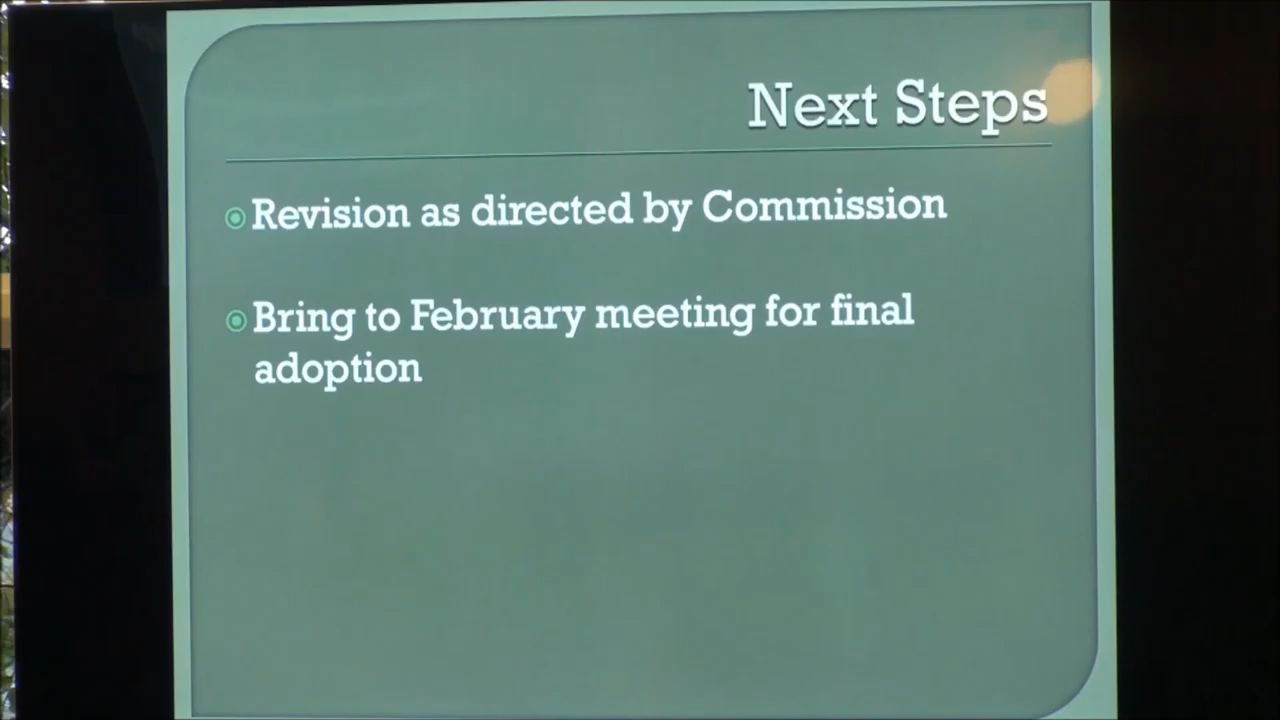 Next Steps
Revision as directed by Commission
Bring to February meeting for final
adoption